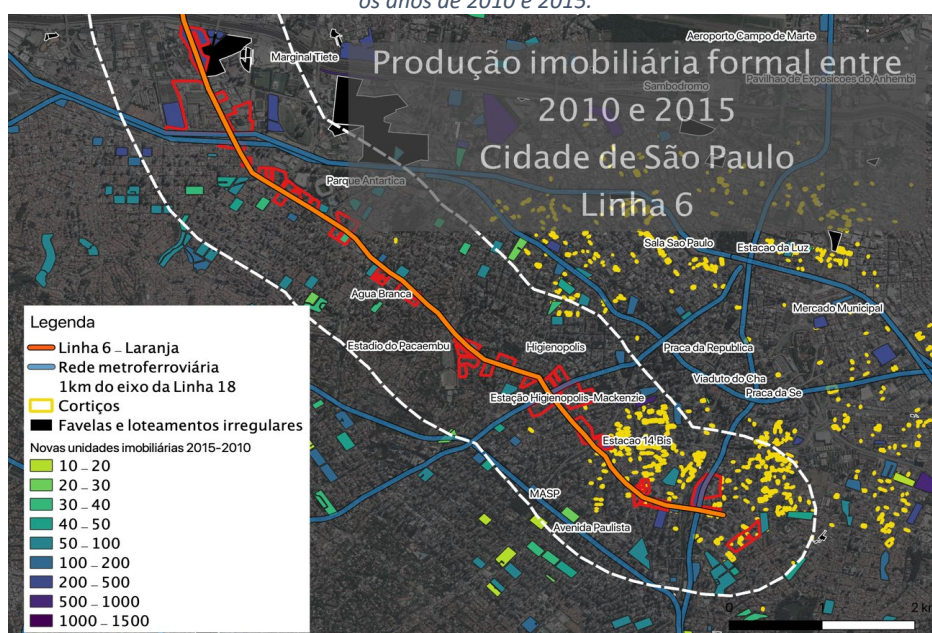 os anos de 2010 e 2015.
Aeroporto Campo de Marte
Marginal Tiete
Produção imobiliária formal entre
Sambodromo
Pavilhao de Exposicoes do Anhembi
2010 e 2015
Cidade de São Paulo
Parque Antartica
Linha 6
Sala Sao Paulo
Estacao da Luz
Agua Branca
Mercado Municipal
Estadio do Pacaembu
Higienopolis
Praca da Republica
Viaduto do Cha
Praca da Se
Estação Higienopolis-Mackenzie
Estacao 14 Bis
MASP
Avenida Paulista
Legenda
Linha 6 – Laranja
Rede metroferroviária
1km do eixo da Linha 18
Cortiços
Favelas e loteamentos irregulares
Novas unidades imobiliárias 2015-2010
10 – 20
20 – 30
30 – 40
40 – 50
50 – 100
100 – 200
200 – 500
500 – 1000
1000 – 1500
0 1 2 km